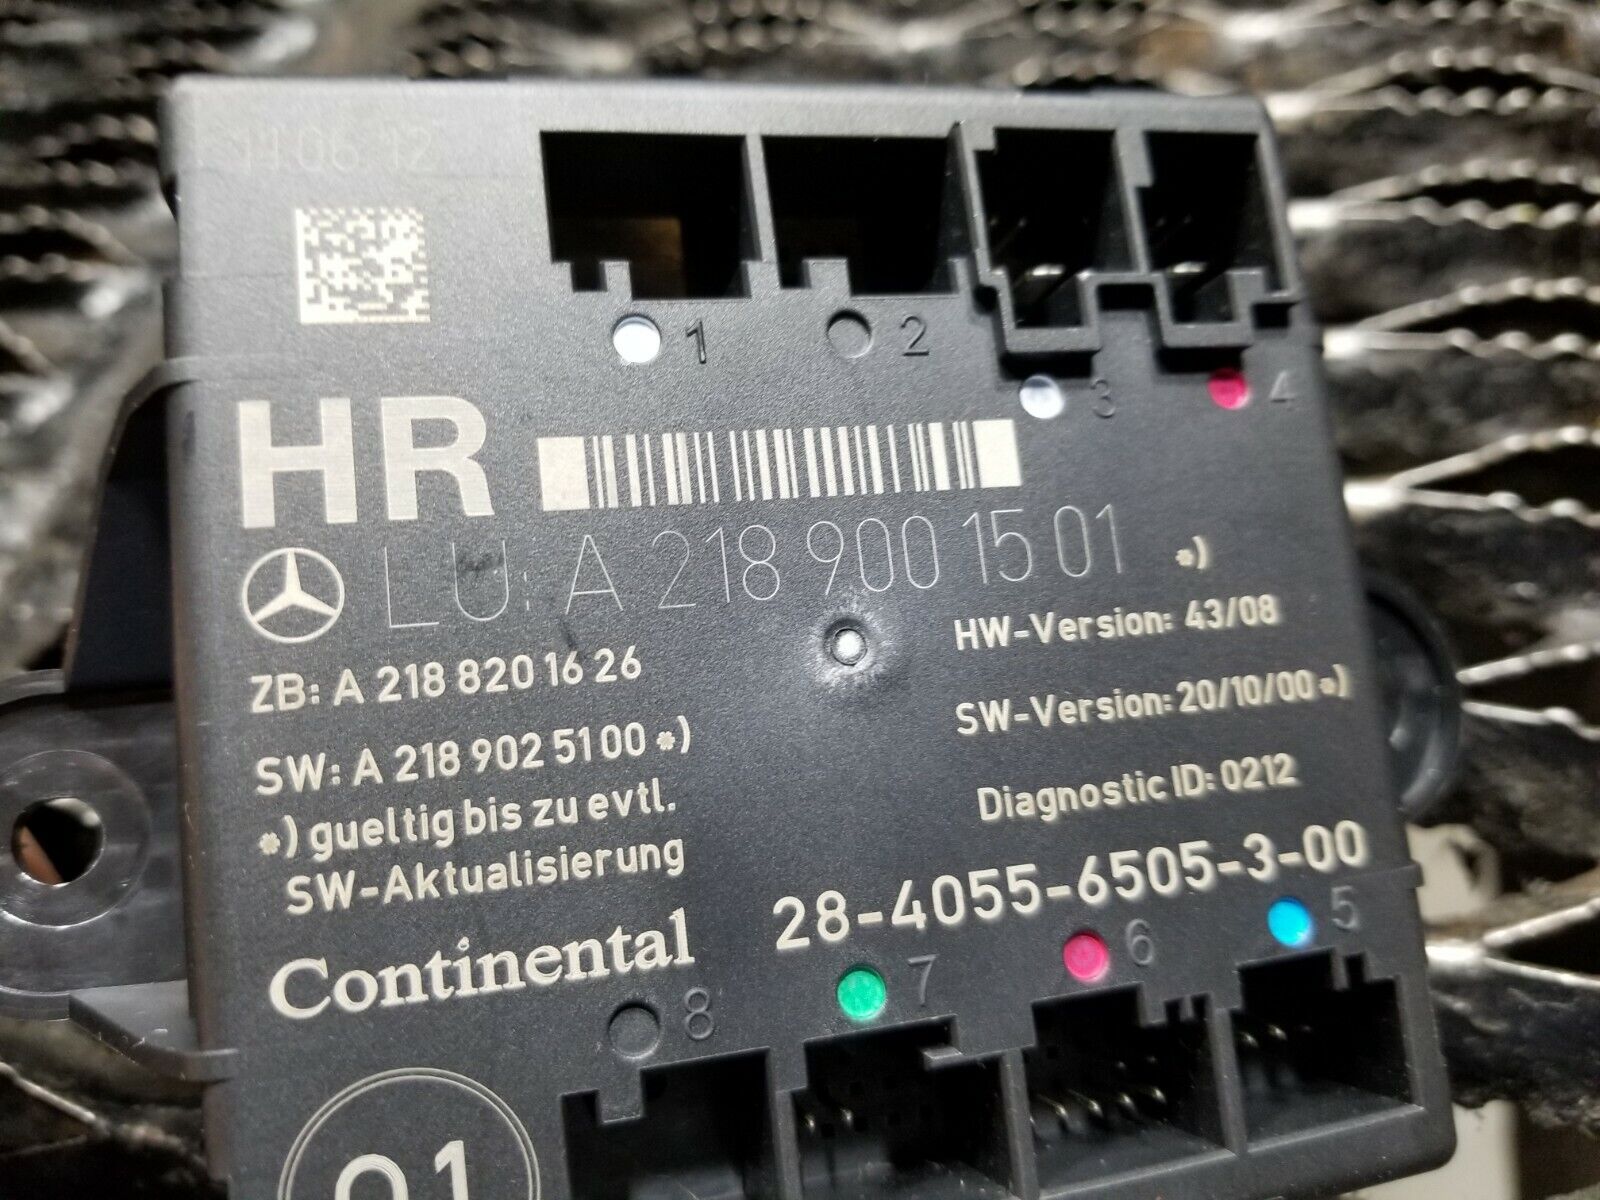 14 06 12
1
2
3
4
HR
LU: A 218 900 15 01 *)
HW-Version: 43/08
ZB: A 218 820 16 26
SW-Version: 20/10/00 *)
SW: A 218 902 51 00 *)
Diagnostic ID: 0212
*) gueltig bis zu evtl.
SW-Aktualisierung
28-4055-6505-3-00
Continental
8
7
6
5
01